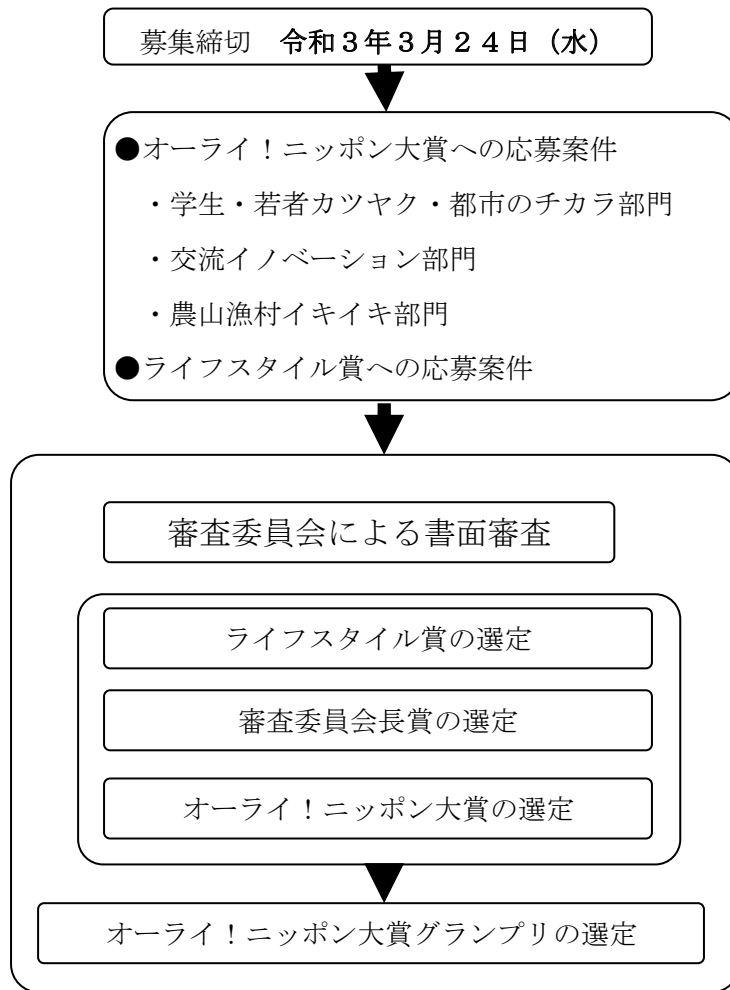 募集締切　令和３年３月２４日（水）
●オーライ！ニッポン大賞への応募案件
・学生・若者カツヤク・都市のチカラ部門
・交流イノベーション部門
・農山漁村イキイキ部門
●ライフスタイル賞への応募案件
審査委員会による書面審査
ライフスタイル賞の選定
審査委員会長賞の選定
オーライ！ニッポン大賞の選定
オーライ！ニッポン大賞グランプリの選定